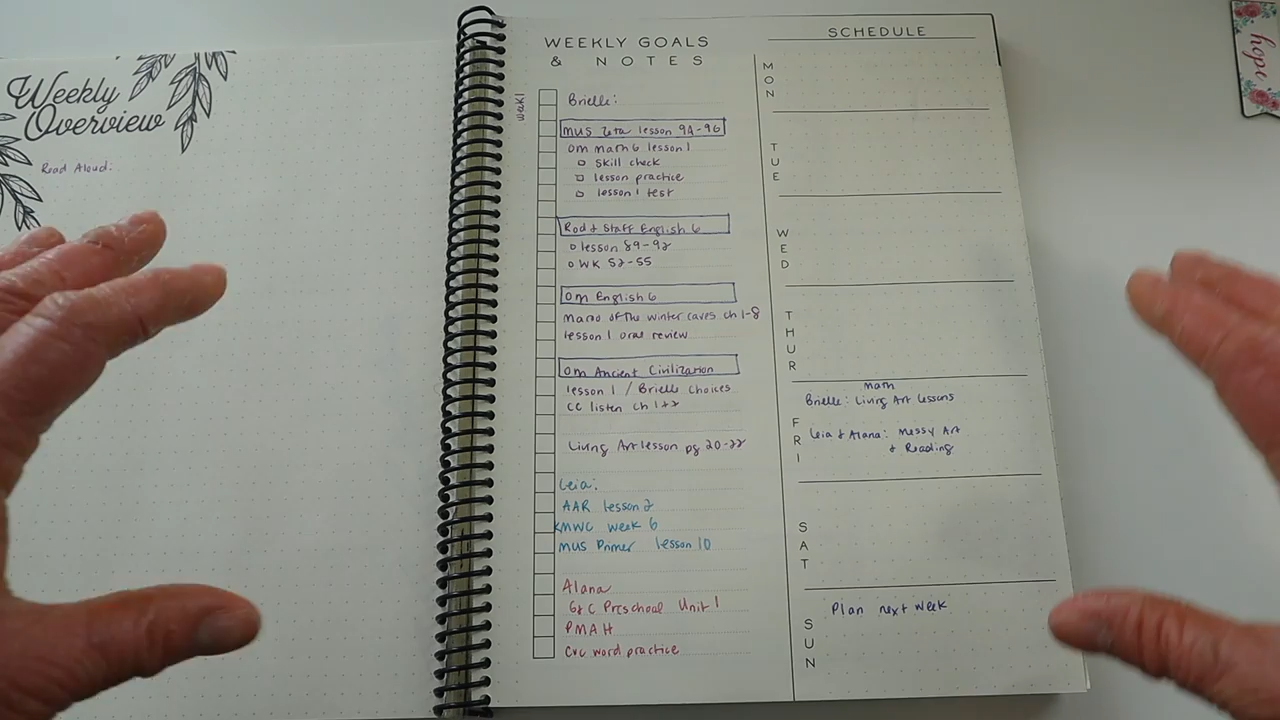 Weekly
Overview
Read Aloud:
WEEKLY GOALS
& NOTES
week 1
Brielle:
MUS Zeta lesson 94-96
OM math 6 lesson 1
skill check
lesson practice
lesson 1 test
Rod & Staff English 6
lesson 89-92
WK 52-55
OM English 6
Maroo of the winter caves ch 1-8
lesson 1 oral review
OM Ancient Civilization
lesson 1 / Brielle choices
CC listen ch 1+2
Living Art lesson pg 20-22
Leia:
AAR lesson 2
KMWC week 6
MUS Primer lesson 10
Alana
G&C Preschool Unit 1
PMAH
CVC word practice
SCHEDULE
MON
TUE
WED
THUR
FRI
math
Brielle: Living Art Lessons
Leia & Alana: Messy Art
+ Reading
SAT
SUN
Plan next week
hope